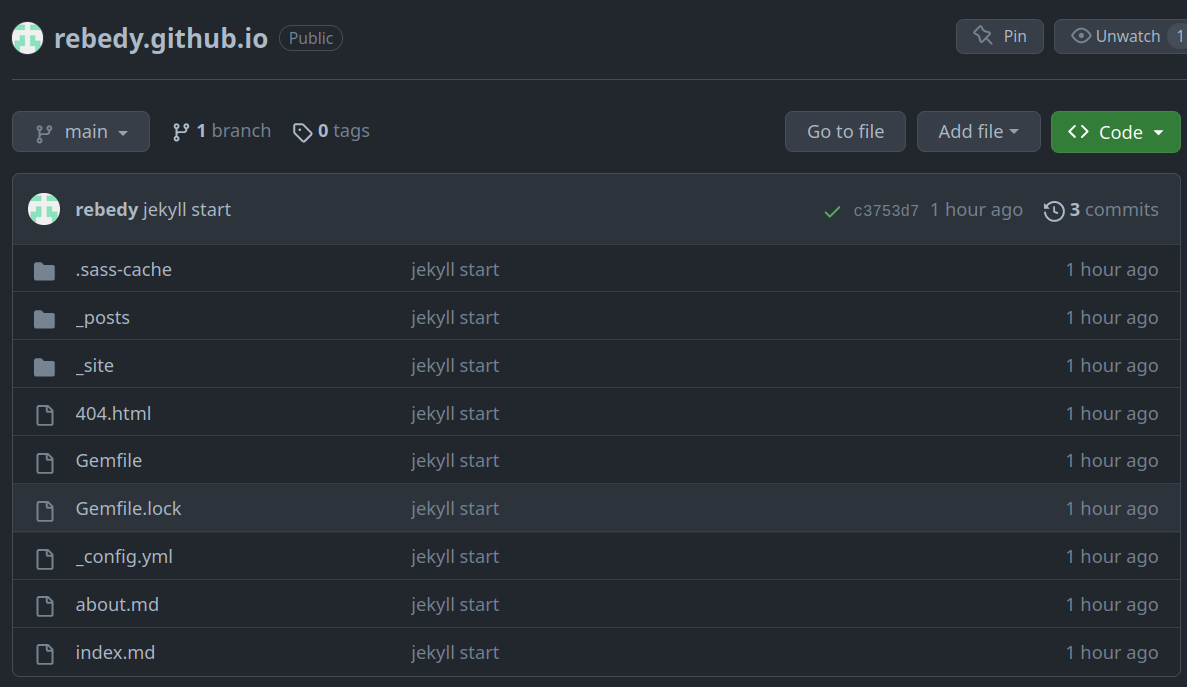 rebedy.github.io Public Pin Unwatch 1
main 1 branch 0 tags Go to file Add file Code
rebedy jekyll start c3753d7 1 hour ago 3 commits
.sass-cache jekyll start 1 hour ago
_posts jekyll start 1 hour ago
_site jekyll start 1 hour ago
404.html jekyll start 1 hour ago
Gemfile jekyll start 1 hour ago
Gemfile.lock jekyll start 1 hour ago
_config.yml jekyll start 1 hour ago
about.md jekyll start 1 hour ago
index.md jekyll start 1 hour ago